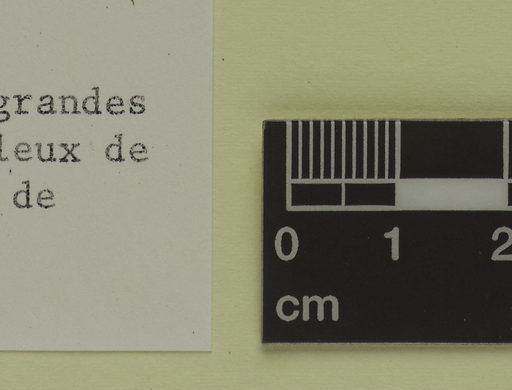 grandes
leux de
de
0 1 2
cm